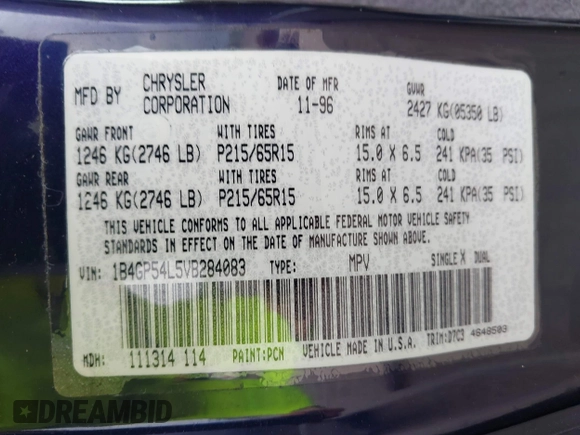 MFD BY CHRYSLER CORPORATION DATE OF MFR 11-96 GVWR 2427 KG(05350 LB)
GAWR FRONT WITH TIRES RIMS AT COLD
1246 KG(2746 LB) P215/65R15 15.0 X 6.5 241 KPA(35 PSI)
GAWR REAR WITH TIRES RIMS AT COLD
1246 KG(2746 LB) P215/65R15 15.0 X 6.5 241 KPA(35 PSI)
THIS VEHICLE CONFORMS TO ALL APPLICABLE FEDERAL MOTOR VEHICLE SAFETY
STANDARDS IN EFFECT ON THE DATE OF MANUFACTURE SHOWN ABOVE.
VIN: 1B4GP54L5VB284083 TYPE: MPV SINGLE X DUAL
MDH: 111314 114 PAINT:PCN VEHICLE MADE IN U.S.A. TRIM:D7C3 4648503
DREAMBID